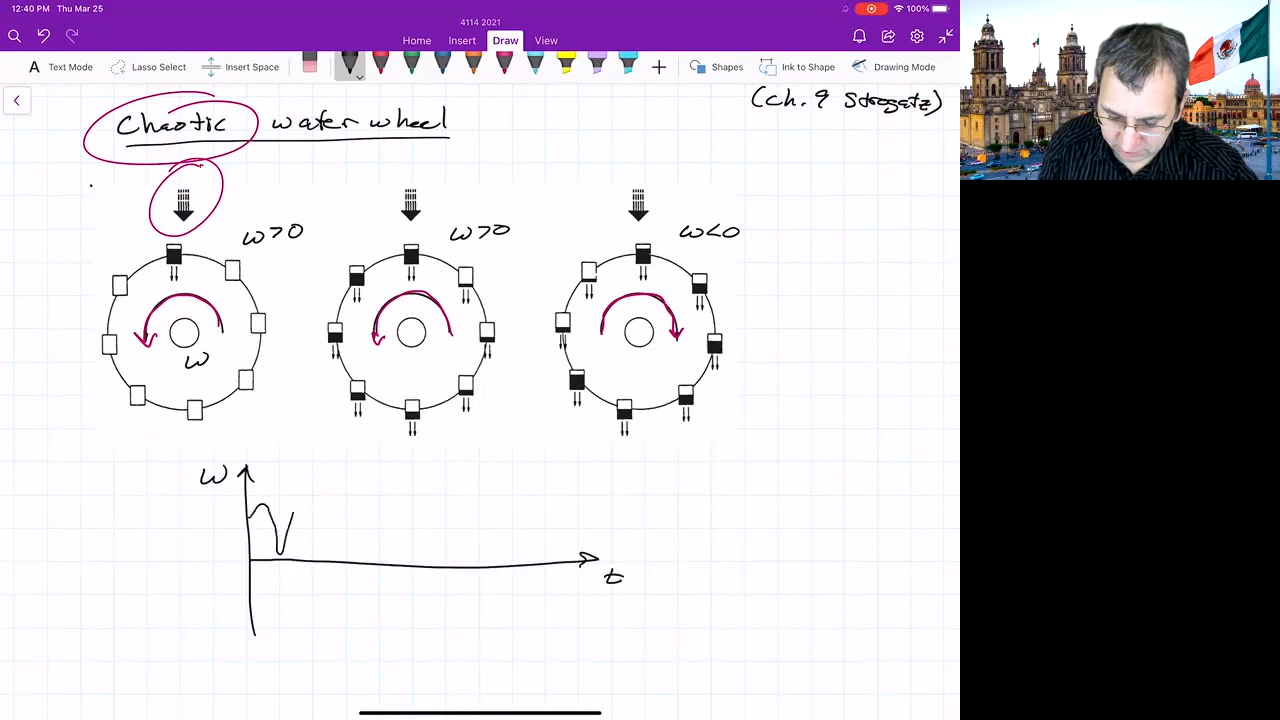 12:40 PM Thu Mar 25
100%
4114 2021
Home Insert Draw View
Text Mode Lasso Select Insert Space Shapes Ink to Shape Drawing Mode
(Ch. 9 Strogatz)
Chaotic water wheel
ω>0 ω>0 ω<0
ω
ω
t